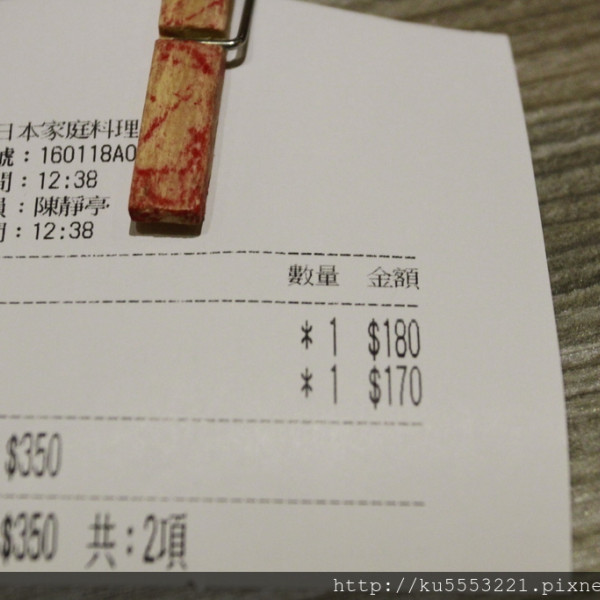 日本家庭料理
號：160118A0
間：12:38
員：陳靜亭
間：12:38
數量 金額
* 1 $180
* 1 $170
$350
$350 共：2項
http://ku5553221.pixne